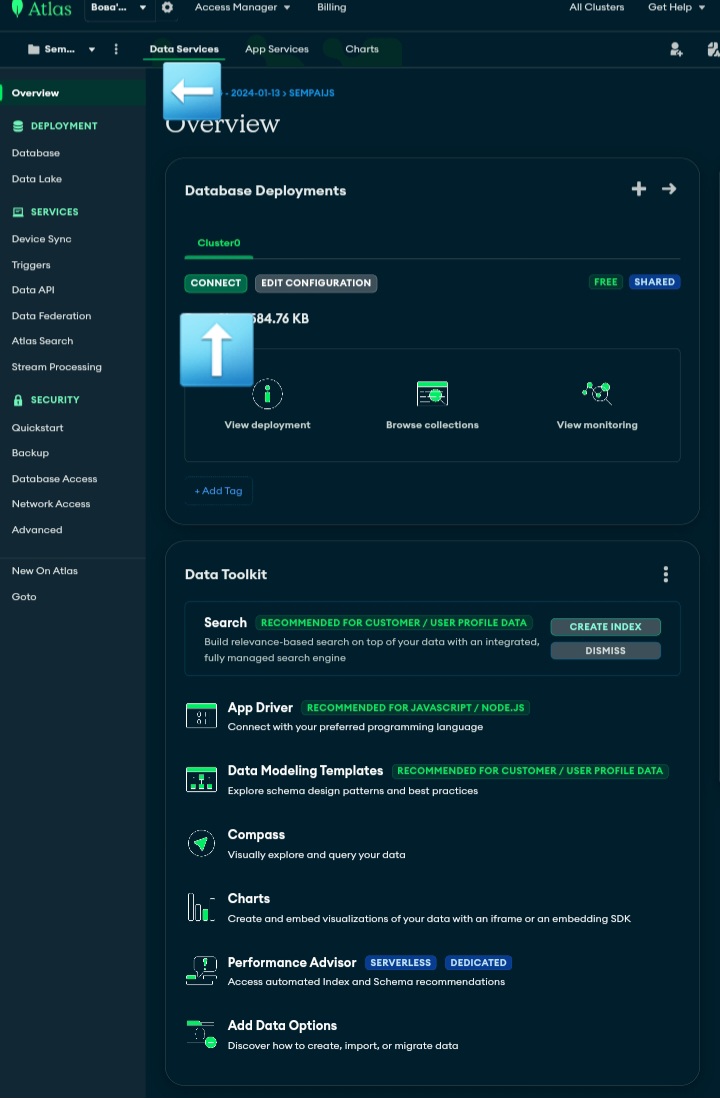 Atlas
Вова'...
Access Manager
Billing
All Clusters
Get Help
Sem...
Data Services
App Services
Charts
Overview
DEPLOYMENT
Database
Data Lake
SERVICES
Device Sync
Triggers
Data API
Data Federation
Atlas Search
Stream Processing
SECURITY
Quickstart
Backup
Database Access
Network Access
Advanced
New On Atlas
Goto
- 2024-01-13 > SEMPAIJS
Overview
Database Deployments
Cluster0
CONNECT
EDIT CONFIGURATION
FREE
SHARED
584.76 KB
View deployment
Browse collections
View monitoring
+ Add Tag
Data Toolkit
Search RECOMMENDED FOR CUSTOMER / USER PROFILE DATA
Build relevance-based search on top of your data with an integrated,
fully managed search engine
CREATE INDEX
DISMISS
App Driver RECOMMENDED FOR JAVASCRIPT / NODE.JS
Connect with your preferred programming language
Data Modeling Templates RECOMMENDED FOR CUSTOMER / USER PROFILE DATA
Explore schema design patterns and best practices
Compass
Visually explore and query your data
Charts
Create and embed visualizations of your data with an iframe or an embedding SDK
Performance Advisor SERVERLESS DEDICATED
Access automated Index and Schema recommendations
Add Data Options
Discover how to create, import, or migrate data